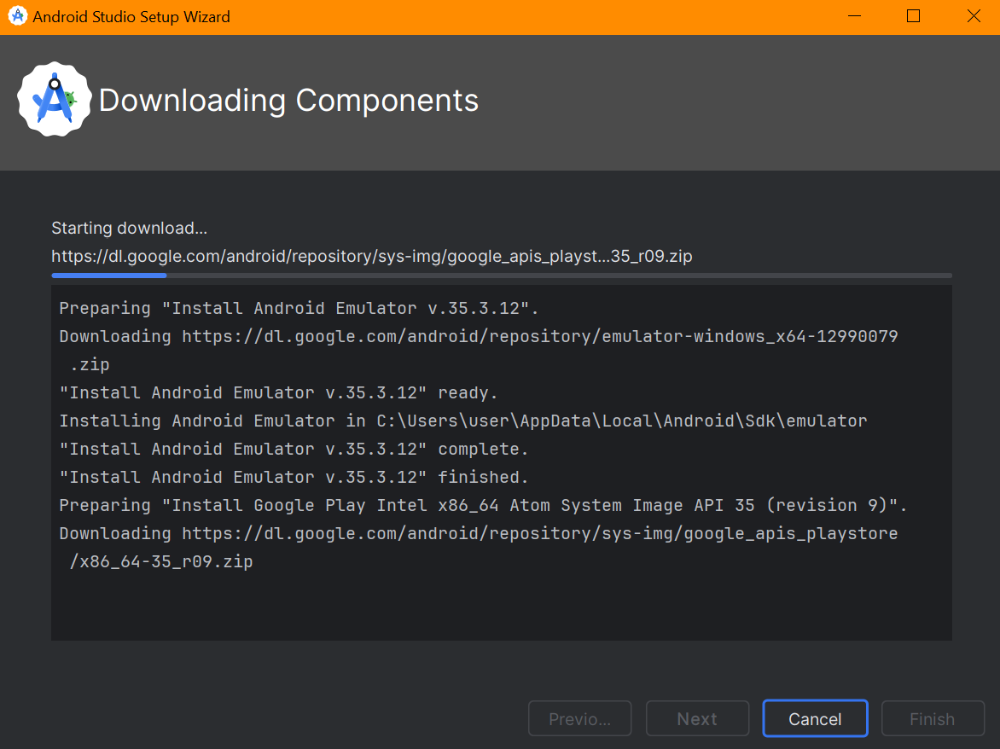 Android Studio Setup Wizard
Downloading Components
Starting download...
https://dl.google.com/android/repository/sys-img/google_apis_playst...35_r09.zip
Preparing "Install Android Emulator v.35.3.12".
Downloading https://dl.google.com/android/repository/emulator-windows_x64-12990079
.zip
"Install Android Emulator v.35.3.12" ready.
Installing Android Emulator in C:\Users\user\AppData\Local\Android\Sdk\emulator
"Install Android Emulator v.35.3.12" complete.
"Install Android Emulator v.35.3.12" finished.
Preparing "Install Google Play Intel x86_64 Atom System Image API 35 (revision 9)".
Downloading https://dl.google.com/android/repository/sys-img/google_apis_playstore
/x86_64-35_r09.zip
Previo... Next Cancel Finish